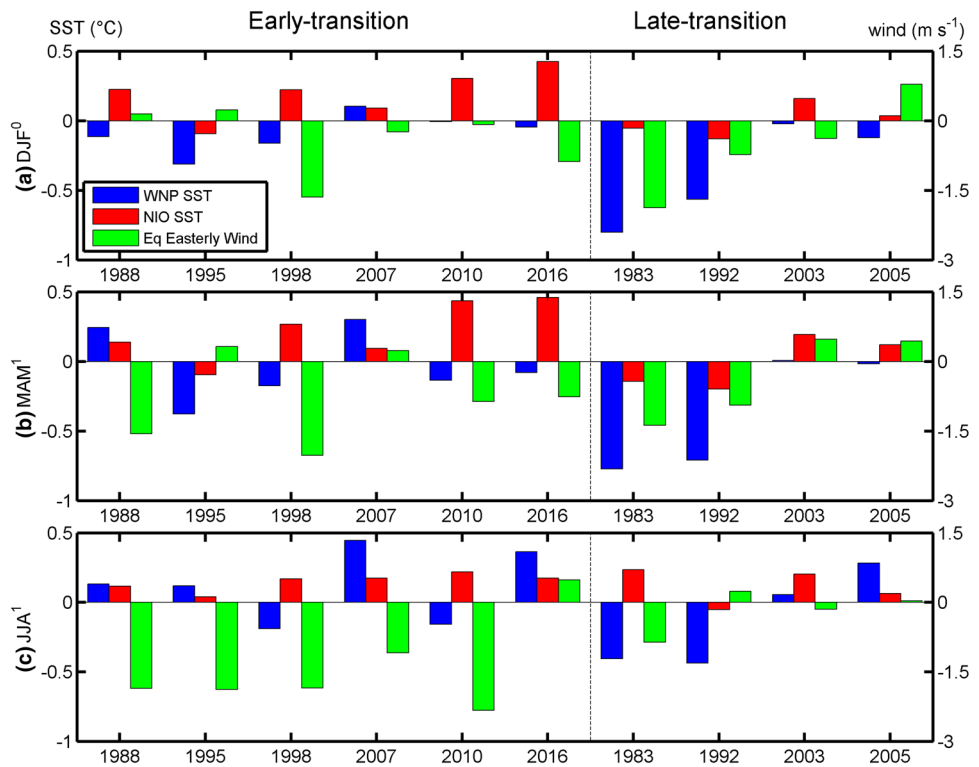 SST (°C) Early-transition Late-transition wind (m s⁻¹)
0.5 1.5
0 0
-0.5 -1.5
-1 -3
(a) DJF⁰
WNP SST
NIO SST
Eq Easterly Wind
1988 1995 1998 2007 2010 2016 1983 1992 2003 2005
0.5 1.5
0 0
-0.5 -1.5
-1 -3
(b) MAM¹
1988 1995 1998 2007 2010 2016 1983 1992 2003 2005
0.5 1.5
0 0
-0.5 -1.5
-1 -3
(c) JJA¹
1988 1995 1998 2007 2010 2016 1983 1992 2003 2005